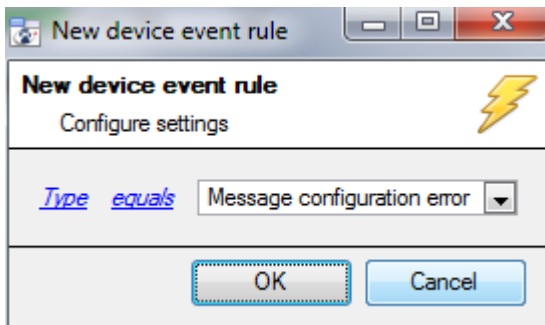 New device event rule
New device event rule
Configure settings
Type equals Message configuration error
OK Cancel